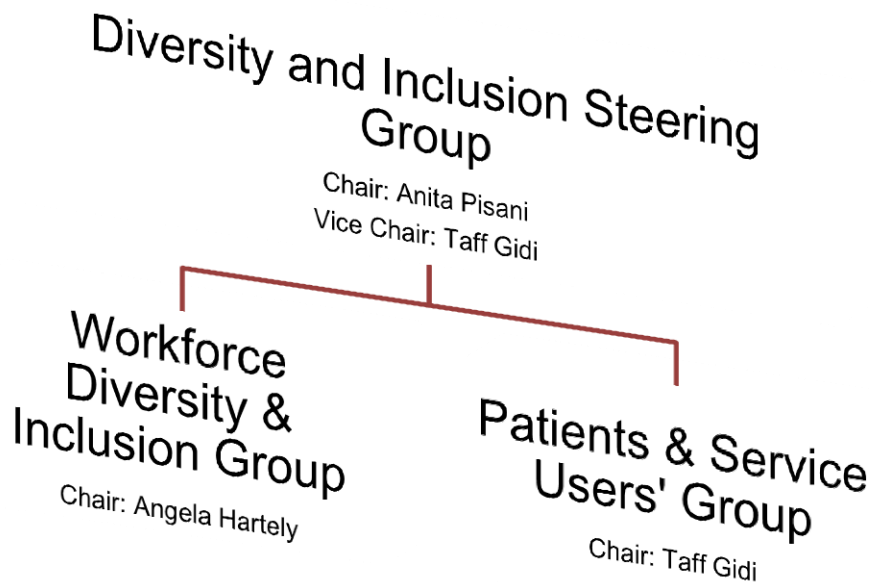 Diversity and Inclusion Steering
Group
Chair: Anita Pisani
Vice Chair: Taff Gidi
Workforce
Diversity &
Inclusion Group
Chair: Angela Hartely
Patients & Service
Users' Group
Chair: Taff Gidi